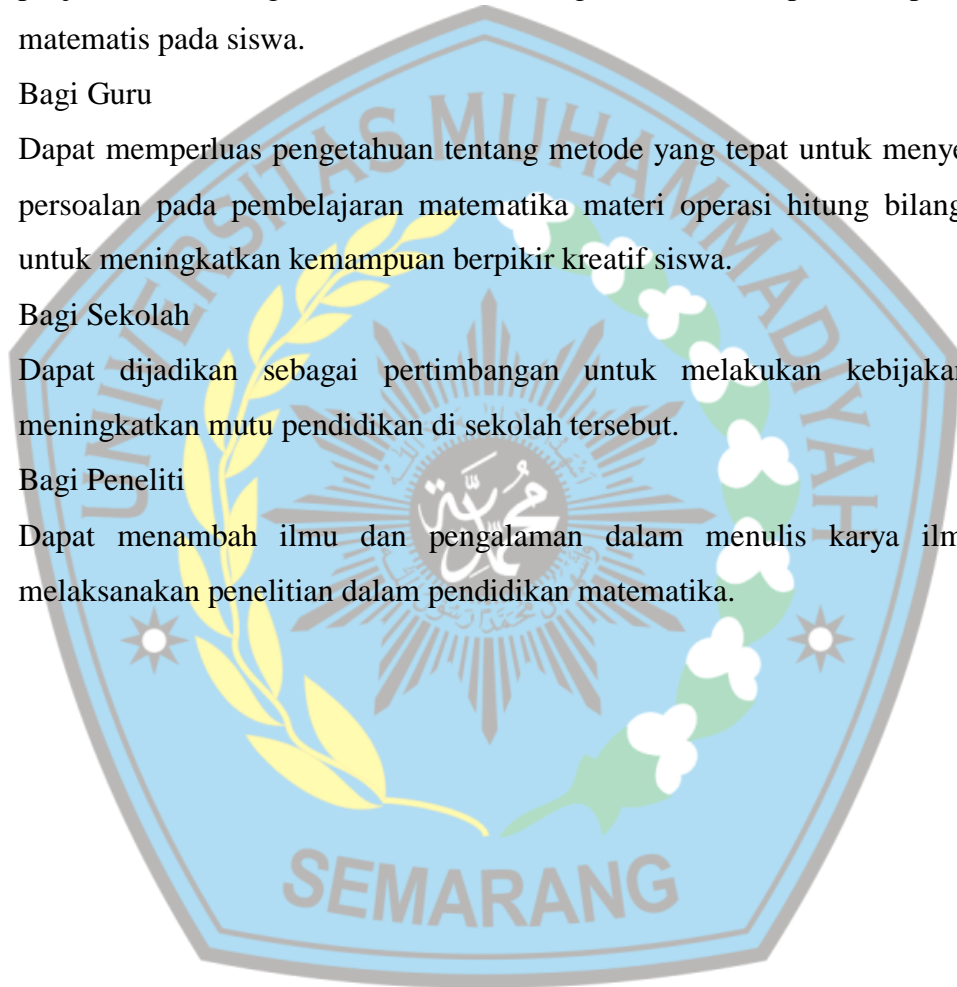 matematis pada siswa.
Bagi Guru
Dapat memperluas pengetahuan tentang metode yang tepat untuk
persoalan pada pembelajaran matematika materi operasi hitung
untuk meningkatkan kemampuan berpikir kreatif siswa.
Bagi Sekolah
Dapat dijadikan sebagai pertimbangan untuk melakukan
meningkatkan mutu pendidikan di sekolah tersebut.
Bagi Peneliti
Dapat menambah ilmu dan pengalaman dalam menulis karya
melaksanakan penelitian dalam pendidikan matematika.
UNIVERSITAS MUHAMMADIYAH
محمدية
SEMARANG